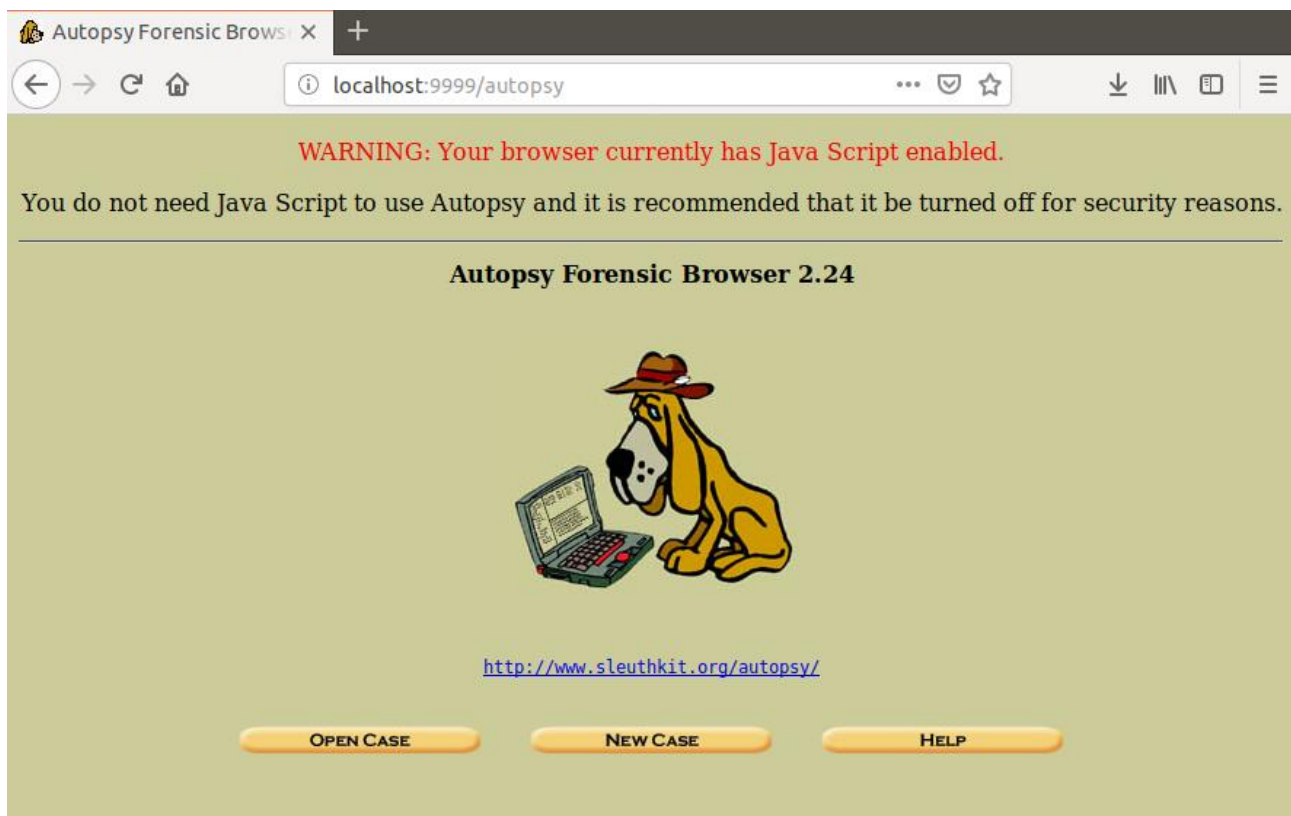 Autopsy Forensic Brows
localhost:9999/autopsy
WARNING: Your browser currently has Java Script enabled.
You do not need Java Script to use Autopsy and it is recommended that it be turned off for security reasons.
Autopsy Forensic Browser 2.24
http://www.sleuthkit.org/autopsy/
OPEN CASE
NEW CASE
HELP